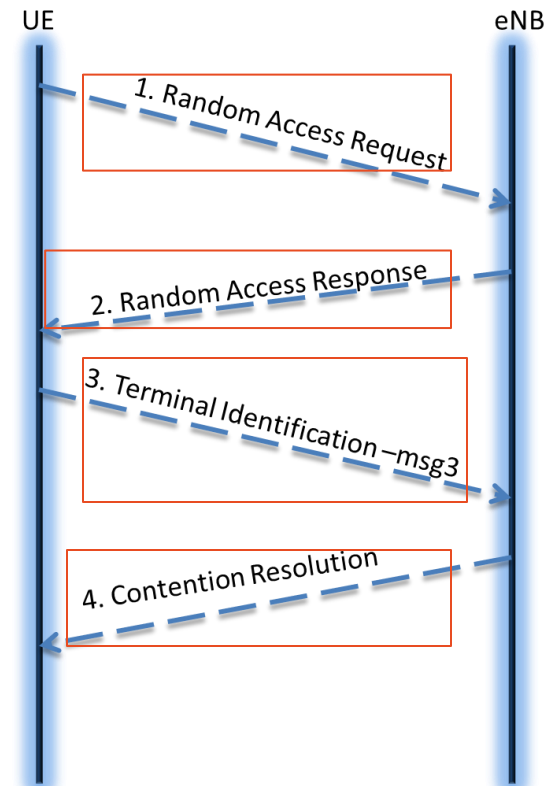 UE
eNB
1. Random Access Request
2. Random Access Response
3. Terminal Identification –msg3
4. Contention Resolution